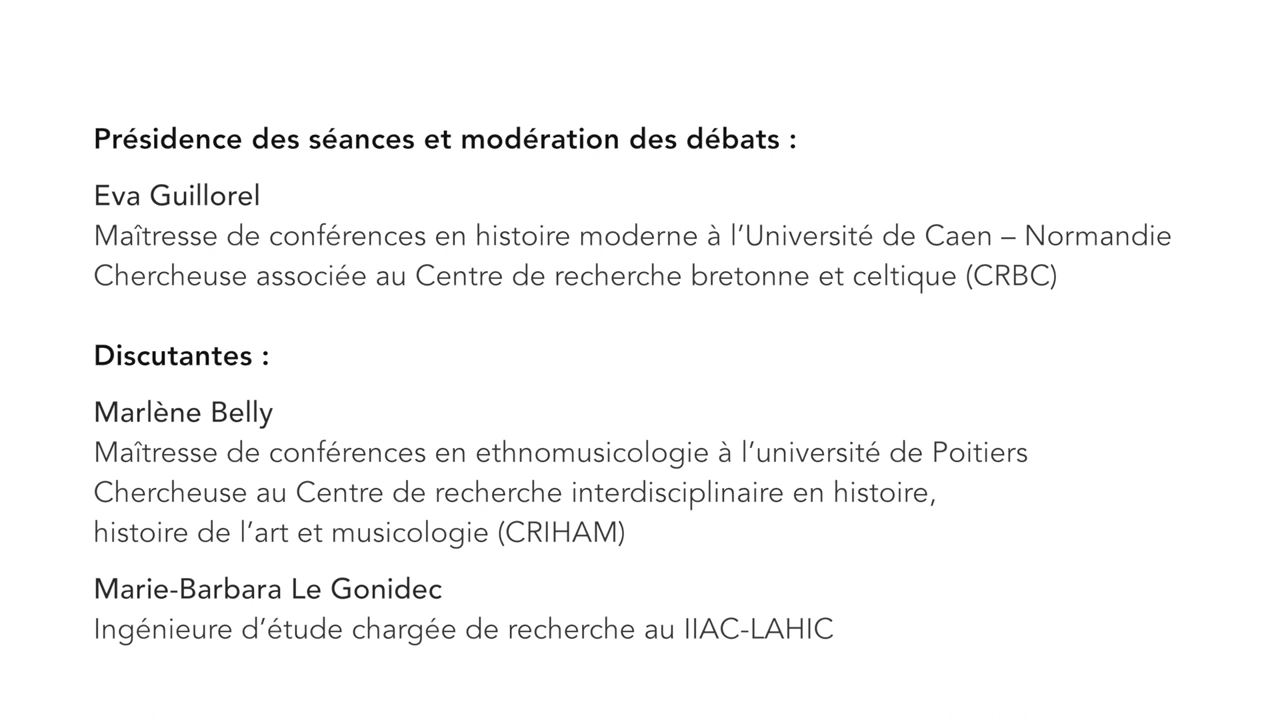 Présidence des séances et modération des débats :
Eva Guillorel
Maîtresse de conférences en histoire moderne à l’Université de Caen – Normandie
Chercheuse associée au Centre de recherche bretonne et celtique (CRBC)
Discutantes :
Marlène Belly
Maîtresse de conférences en ethnomusicologie à l’université de Poitiers
Chercheuse au Centre de recherche interdisciplinaire en histoire,
histoire de l’art et musicologie (CRIHAM)
Marie-Barbara Le Gonidec
Ingénieure d’étude chargée de recherche au IIAC-LAHIC